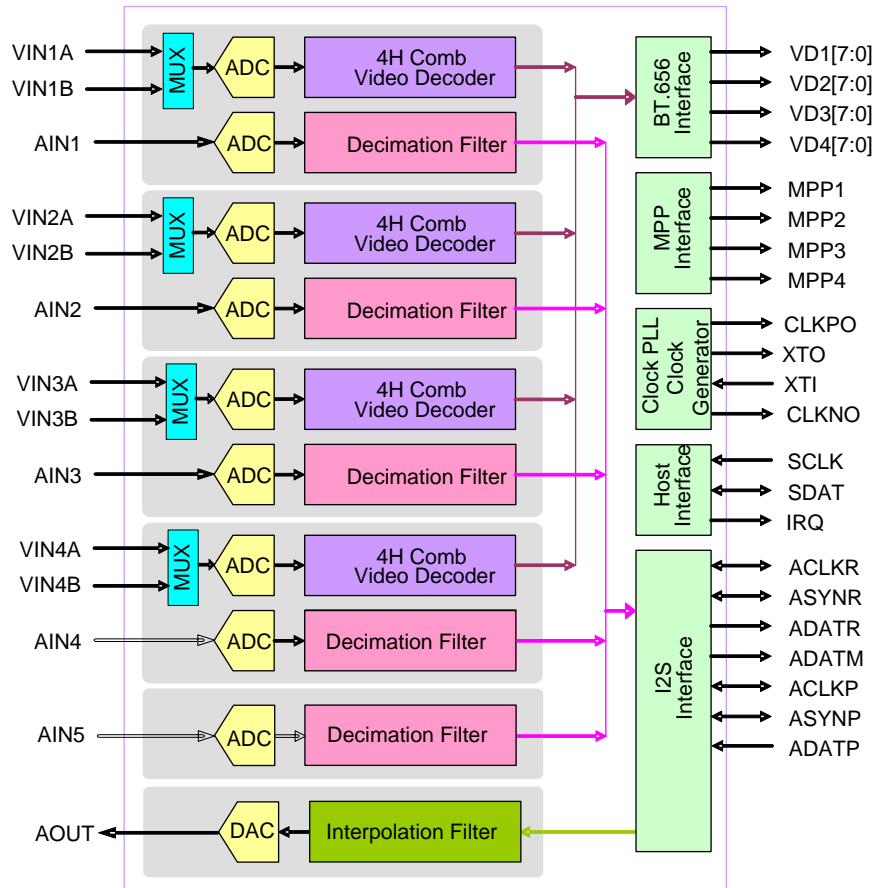 VIN1A
VIN1B
MUX
ADC
4H Comb
Video Decoder
AIN1
ADC
Decimation Filter
VIN2A
VIN2B
MUX
ADC
4H Comb
Video Decoder
AIN2
ADC
Decimation Filter
VIN3A
VIN3B
MUX
ADC
4H Comb
Video Decoder
AIN3
ADC
Decimation Filter
VIN4A
VIN4B
MUX
ADC
4H Comb
Video Decoder
AIN4
ADC
Decimation Filter
AIN5
ADC
Decimation Filter
AOUT
DAC
Interpolation Filter
BT.656
Interface
VD1[7:0]
VD2[7:0]
VD3[7:0]
VD4[7:0]
MPP
Interface
MPP1
MPP2
MPP3
MPP4
Clock PLL
Clock
Generator
CLKPO
XTO
XTI
CLKNO
Host
Interface
SCLK
SDAT
IRQ
I2S
Interface
ACLKR
ASYNR
ADATR
ADATM
ACLKP
ASYNP
ADATP